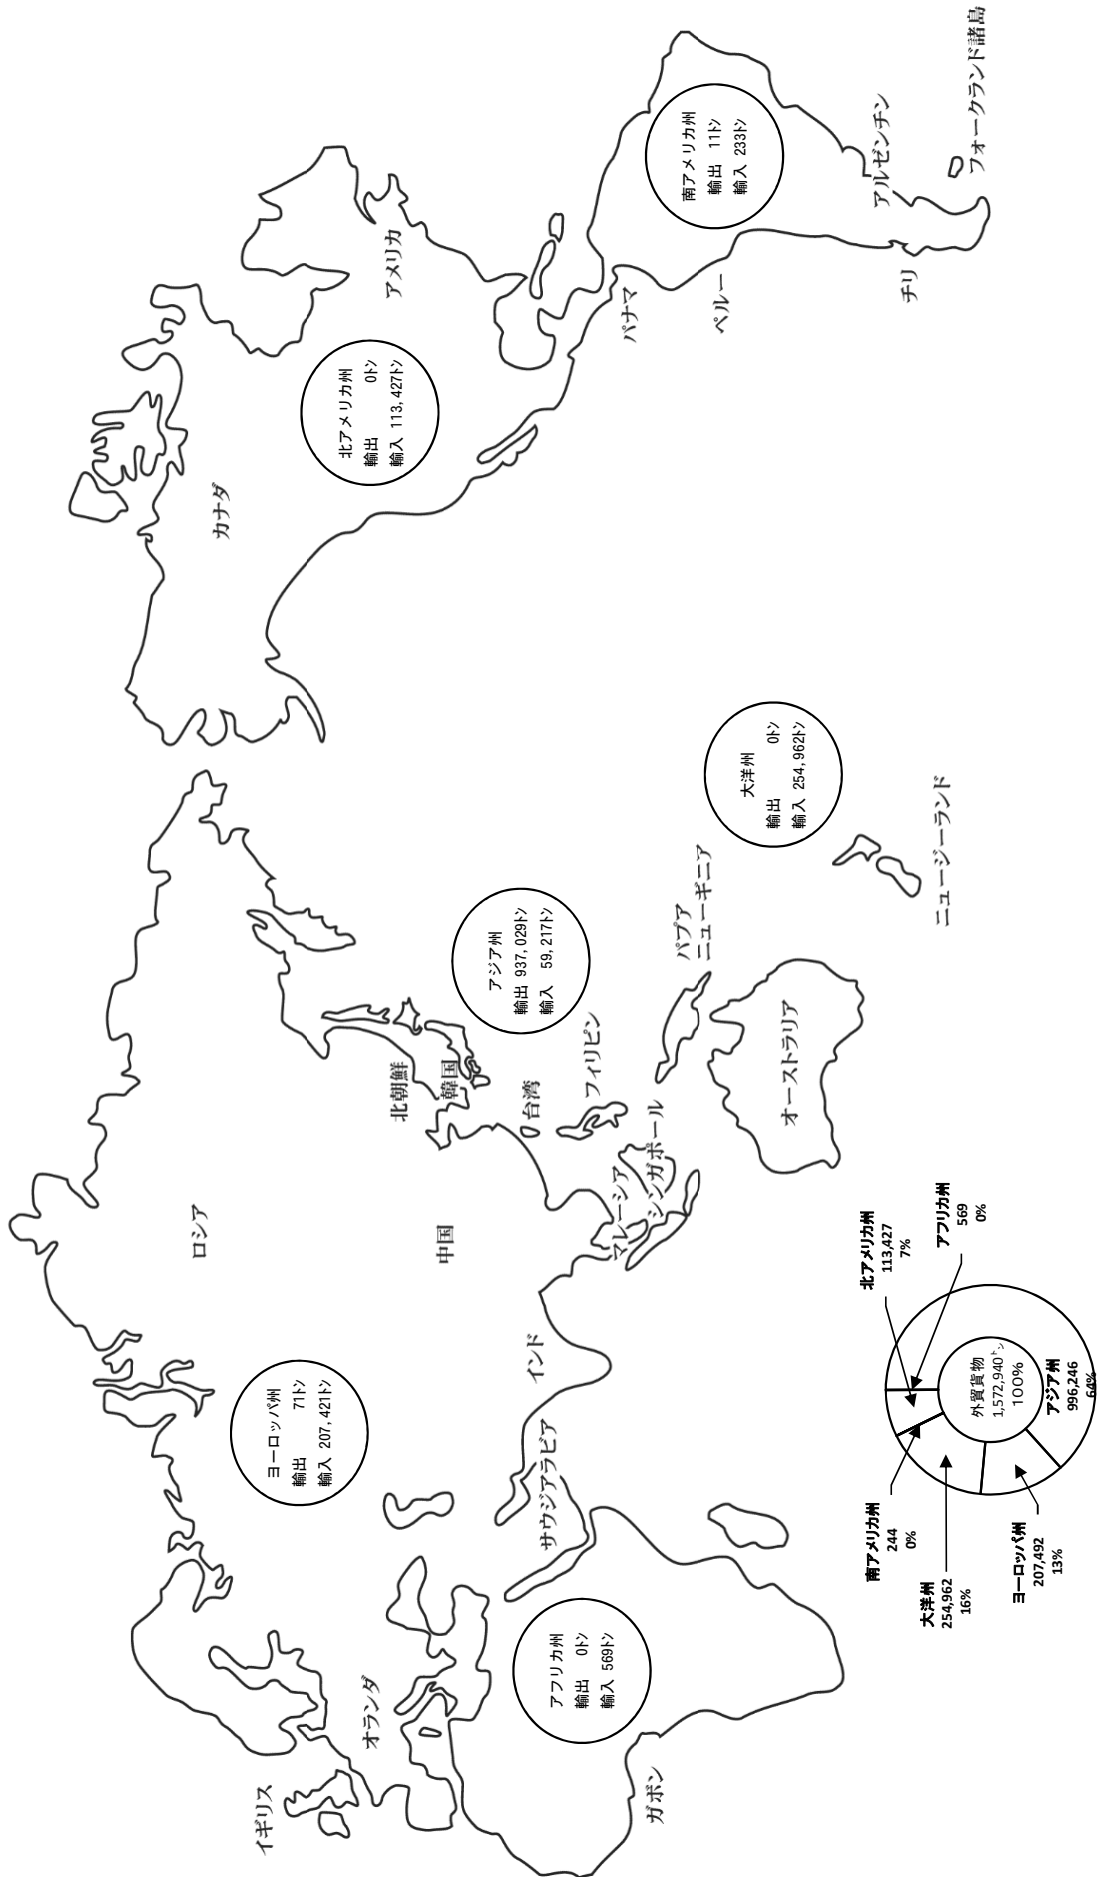 イギリス
オランダ
ロシア
中国
北朝鮮
韓国
台湾
フィリピン
マレーシア
シンガポール
インド
サウジアラビア
ガボン
パプア
ニューギニア
オーストラリア
ニュージーランド
カナダ
アメリカ
パナマ
ペルー
チリ
アルゼンチン
フォークランド諸島
ヨーロッパ州
輸出 71トン
輸入 207,421トン
アフリカ州
輸出 0トン
輸入 569トン
アジア州
輸出 937,029トン
輸入 59,217トン
大洋州
輸出 0トン
輸入 254,962トン
北アメリカ州
輸出 0トン
輸入 113,427トン
南アメリカ州
輸出 11トン
輸入 233トン
南アメリカ州
244
0%
大洋州
254,962
16%
ヨーロッパ州
207,492
13%
北アメリカ州
113,427
7%
アフリカ州
569
0%
外貿貨物
1,572,940トン
100%
アジア州
996,246
64%